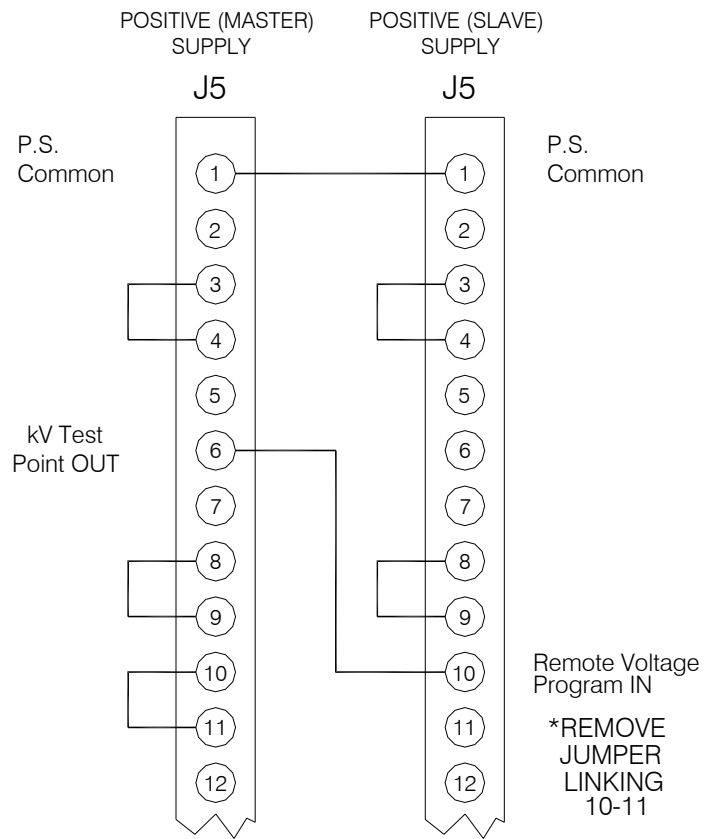 POSITIVE (MASTER)
SUPPLY
POSITIVE (SLAVE)
SUPPLY
J5
J5
P.S.
Common
P.S.
Common
1
2
3
4
5
6
7
8
9
10
11
12
1
2
3
4
5
6
7
8
9
10
11
12
kV Test
Point OUT
Remote Voltage
Program IN
*REMOVE
JUMPER
LINKING
10-11